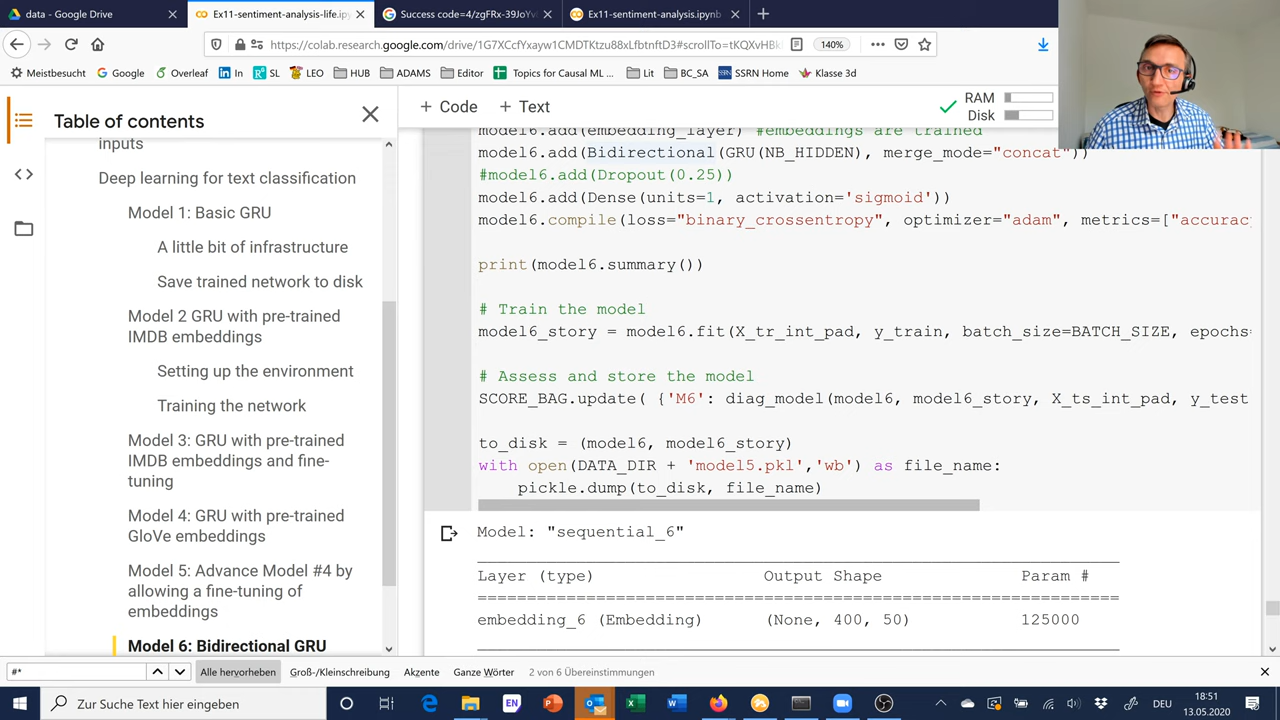 data - Google Drive
Ex11-sentiment-analysis-life.ipy
Success code=4/zgFRx-39JoYv
Ex11-sentiment-analysis.ipynb
https://colab.research.google.com/drive/1G7XCcfYxayw1CMDTKtzu88xLfbtnftD3#scrollTo=tKQXvHBk
140%
Meistbesucht Google Overleaf In SL LEO HUB ADAMS Editor Topics for Causal ML ... Lit BC_SA SSRN Home Klasse 3d
Table of contents
inputs
Deep learning for text classification
Model 1: Basic GRU
A little bit of infrastructure
Save trained network to disk
Model 2 GRU with pre-trained
IMDB embeddings
Setting up the environment
Training the network
Model 3: GRU with pre-trained
IMDB embeddings and fine-
tuning
Model 4: GRU with pre-trained
GloVe embeddings
Model 5: Advance Model #4 by
allowing a fine-tuning of
embeddings
Model 6: Bidirectional GRU
+ Code + Text
RAM
Disk
model6.add(embedding_layer) #embeddings are trained
model6.add(Bidirectional(GRU(NB_HIDDEN), merge_mode="concat"))
#model6.add(Dropout(0.25))
model6.add(Dense(units=1, activation='sigmoid'))
model6.compile(loss="binary_crossentropy", optimizer="adam", metrics=["accurac
print(model6.summary())
# Train the model
model6_story = model6.fit(X_tr_int_pad, y_train, batch_size=BATCH_SIZE, epochs=
# Assess and store the model
SCORE_BAG.update( {'M6': diag_model(model6, model6_story, X_ts_int_pad, y_test
to_disk = (model6, model6_story)
with open(DATA_DIR + 'model5.pkl','wb') as file_name:
pickle.dump(to_disk, file_name)
Model: "sequential_6"
Layer (type) Output Shape Param #
=================================================================
embedding_6 (Embedding) (None, 400, 50) 125000
#*
Alle hervorheben Groß-/Kleinschreibung Akzente Ganze Wörter 2 von 6 Übereinstimmungen
Zur Suche Text hier eingeben
EN
DEU
18:51
13.05.2020